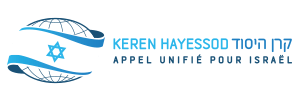 KEREN HAYESSOD קרן היסוד
APPEL UNIFIÉ POUR ISRAËL